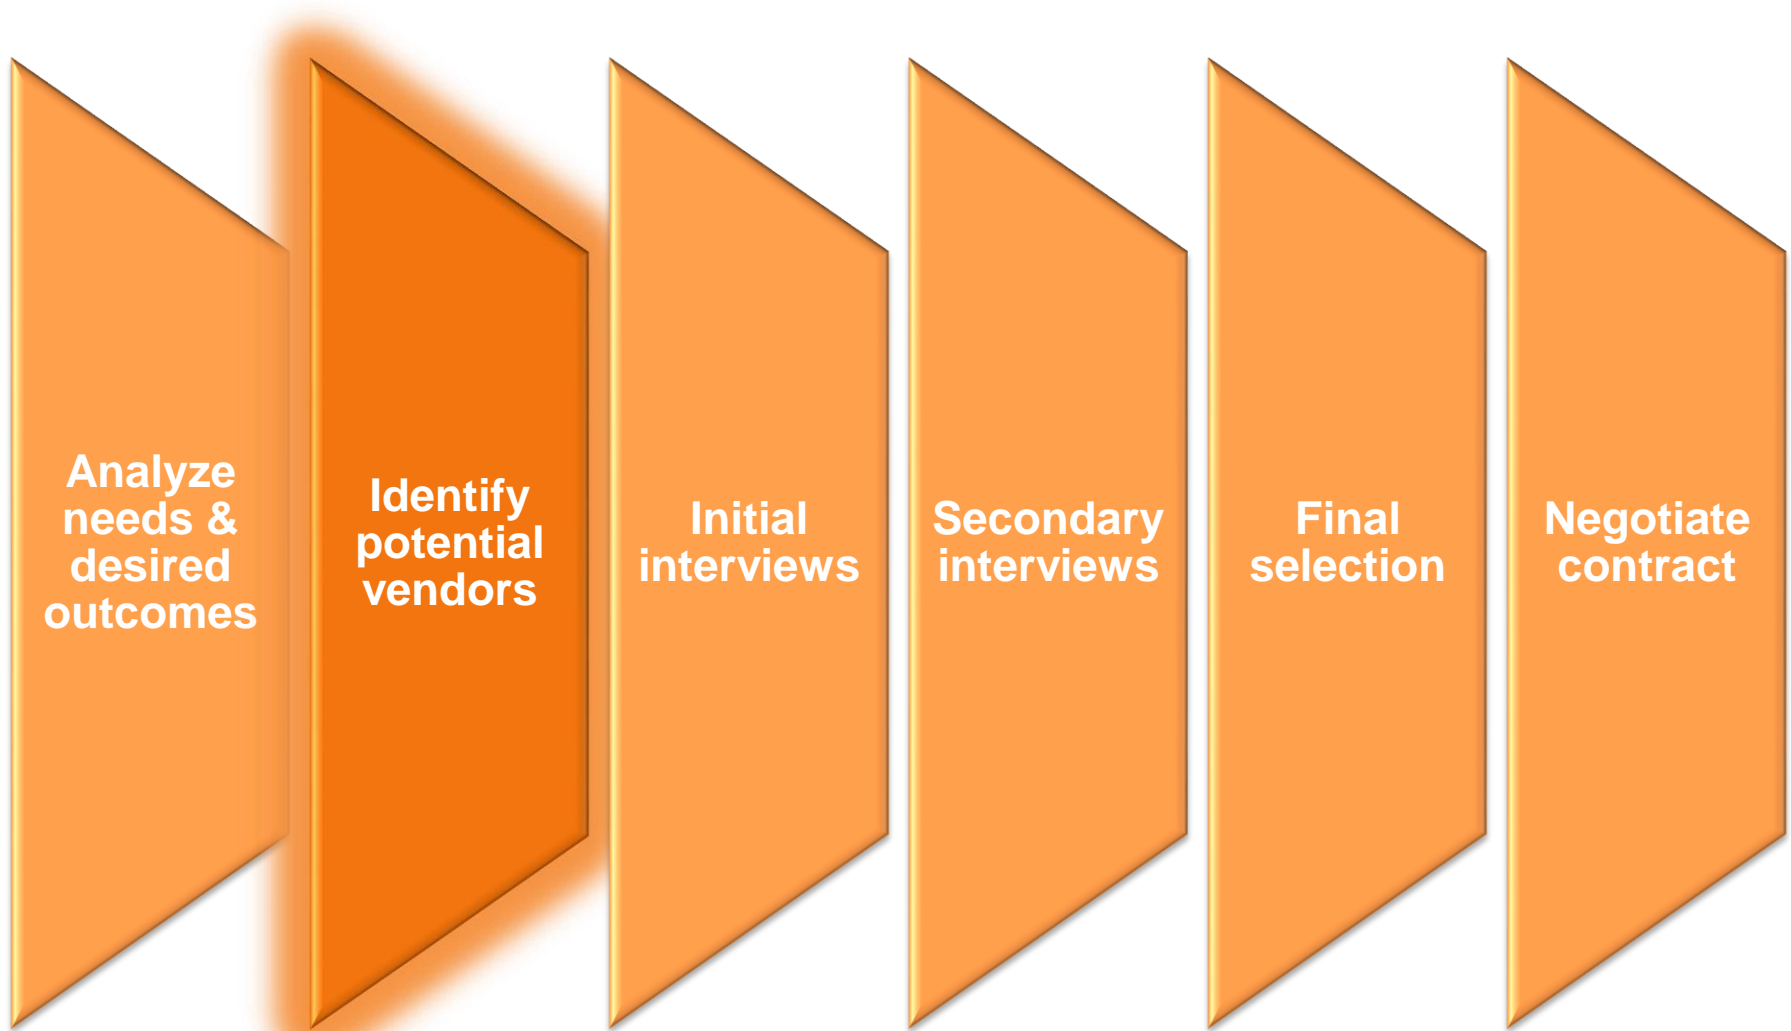 Analyze
needs &
desired
outcomes
Identify
potential
vendors
Initial
interviews
Secondary
interviews
Final
selection
Negotiate
contract